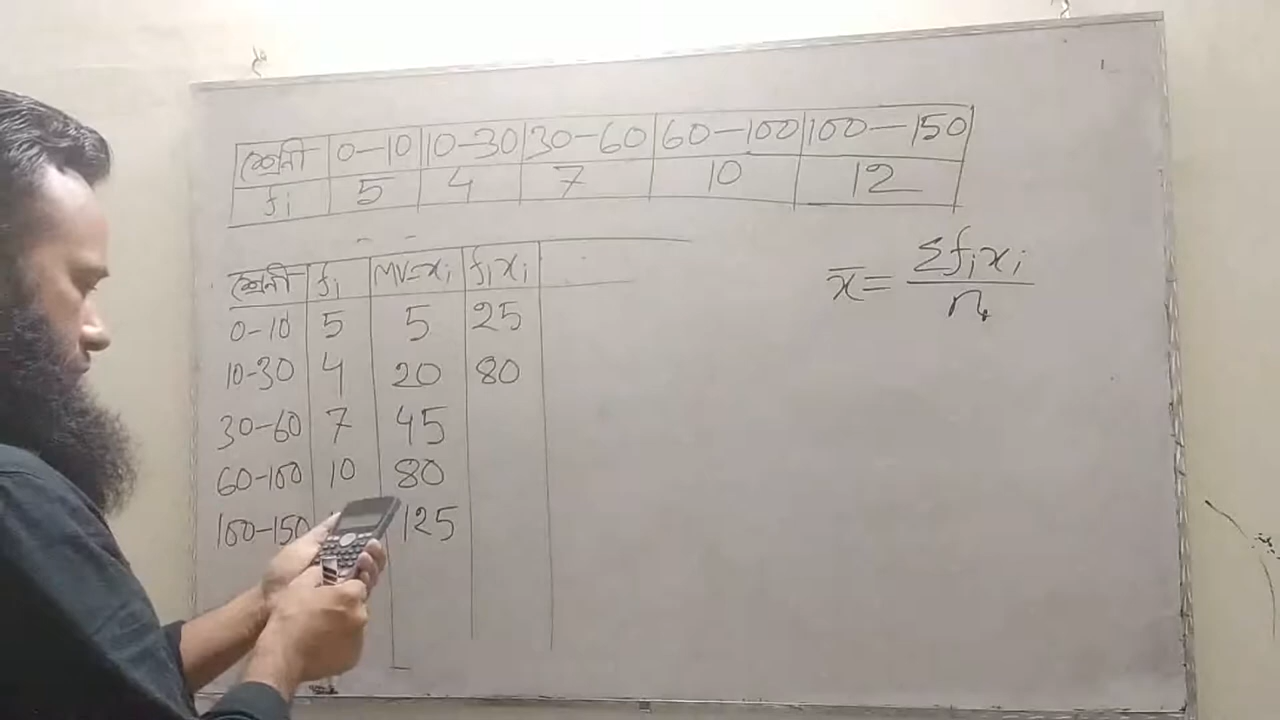 শ্রেনী 0-10 10-30 30-60 60-100 100-150
fi 5 4 7 10 12
x̄ = Σfixi / n
শ্রেনী fi MV=xi fixi
0-10 5 5 25
10-30 4 20 80
30-60 7 45
60-100 10 80
100-150 125